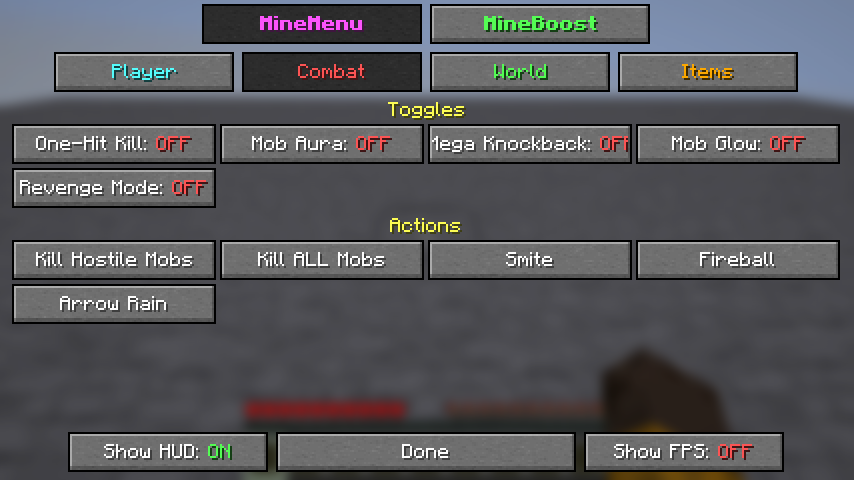 MineMenu MineBoost
Player Combat World Items
Toggles
One-Hit Kill: OFF Mob Aura: OFF Mega Knockback: OFF Mob Glow: OFF
Revenge Mode: OFF
Actions
Kill Hostile Mobs Kill ALL Mobs Smite Fireball
Arrow Rain
Show HUD: ON Done Show FPS: OFF